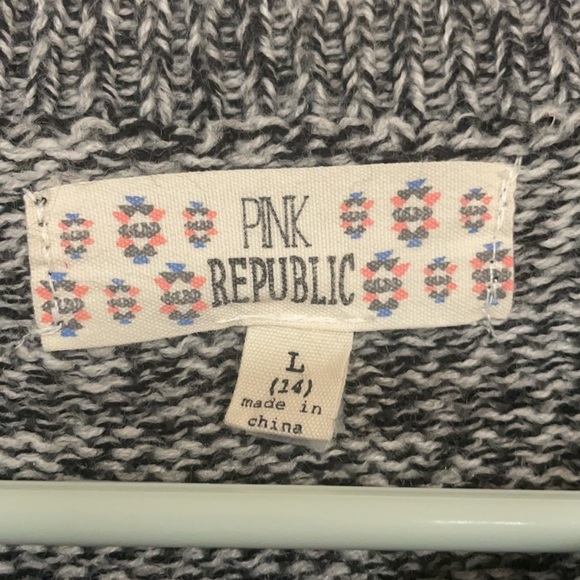 PINK
REPUBLIC
L
(14)
made in
china